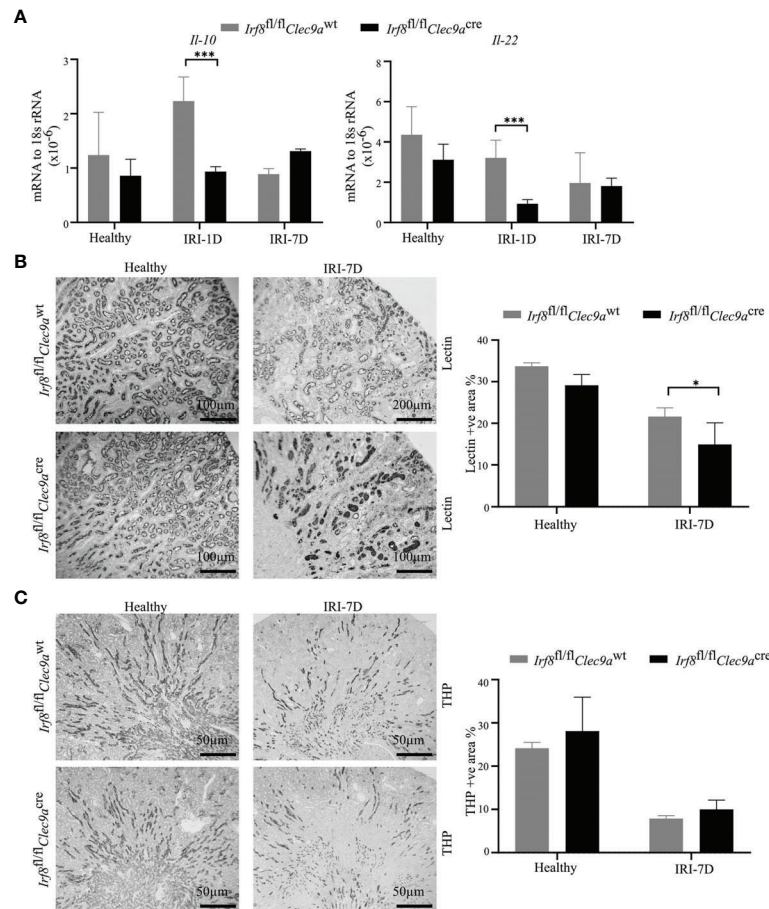 A
Irf8fl/flClec9awt
Irf8fl/flClec9acre
Il-10
Il-22
***
***
mRNA to 18s rRNA
(x10-6)
3
2
1
0
Healthy
IRI-1D
IRI-7D
mRNA to 18s rRNA
(x10-6)
8
6
4
2
0
Healthy
IRI-1D
IRI-7D
B
Healthy
IRI-7D
Irf8fl/flClec9awt
100µm
200µm
Lectin
Irf8fl/flClec9acre
100µm
100µm
Lectin
Irf8fl/flClec9awt
Irf8fl/flClec9acre
Lectin +ve area %
40
30
20
10
0
*
Healthy
IRI-7D
C
Healthy
IRI-7D
Irf8fl/flClec9awt
50µm
50µm
THP
Irf8fl/flClec9acre
50µm
50µm
THP
Irf8fl/flClec9awt
Irf8fl/flClec9acre
THP +ve area %
40
30
20
10
0
Healthy
IRI-7D